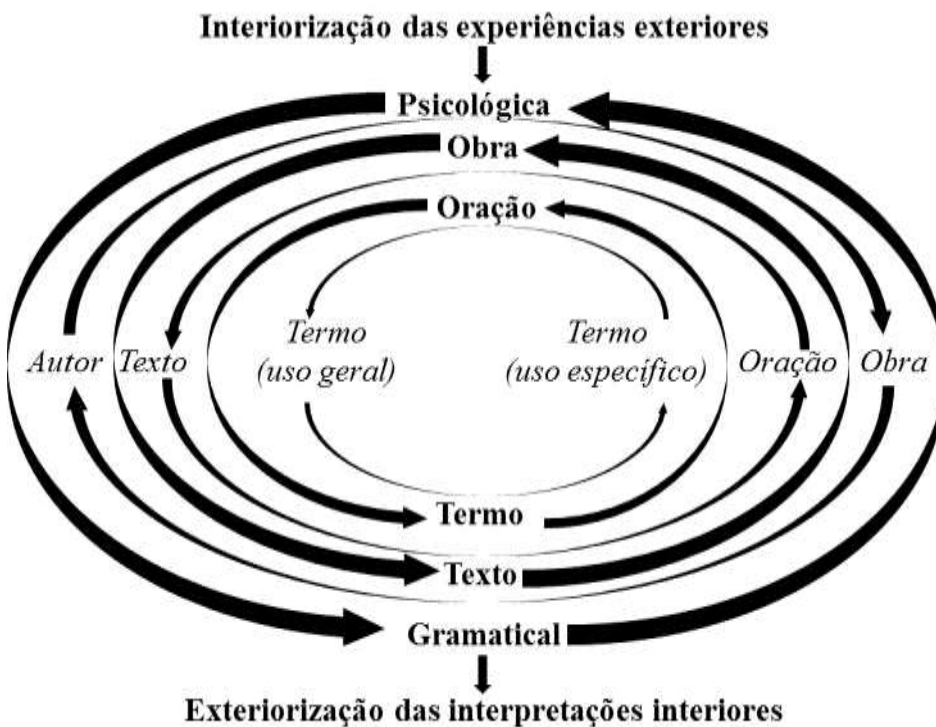 Interiorização das experiências exteriores
Psicológica
Obra
Oração
Termo
(uso geral)
Termo
(uso específico)
Autor
Texto
Oração
Obra
Termo
Texto
Gramatical
Exteriorização das interpretações interiores